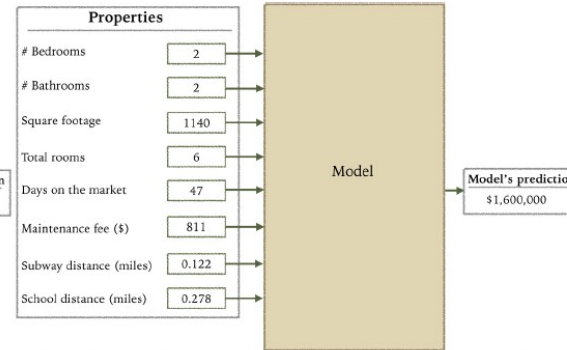 Properties
# Bedrooms 2
# Bathrooms 2
Square footage 1140
Total rooms 6
Days on the market 47
Maintenance fee ($) 811
Subway distance (miles) 0.122
School distance (miles) 0.278
Model
Model's predictio
$1,600,000